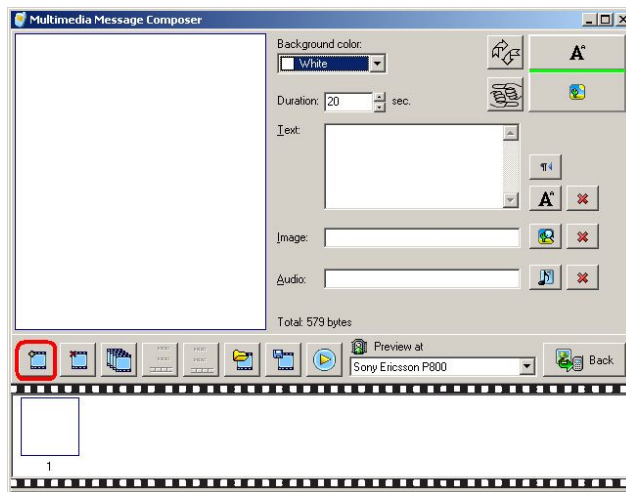 Multimedia Message Composer
Background color:
White
Duration: 20 sec.
Text:
Image:
Audio:
Total: 579 bytes
Preview at
Sony Ericsson P800
Back
1